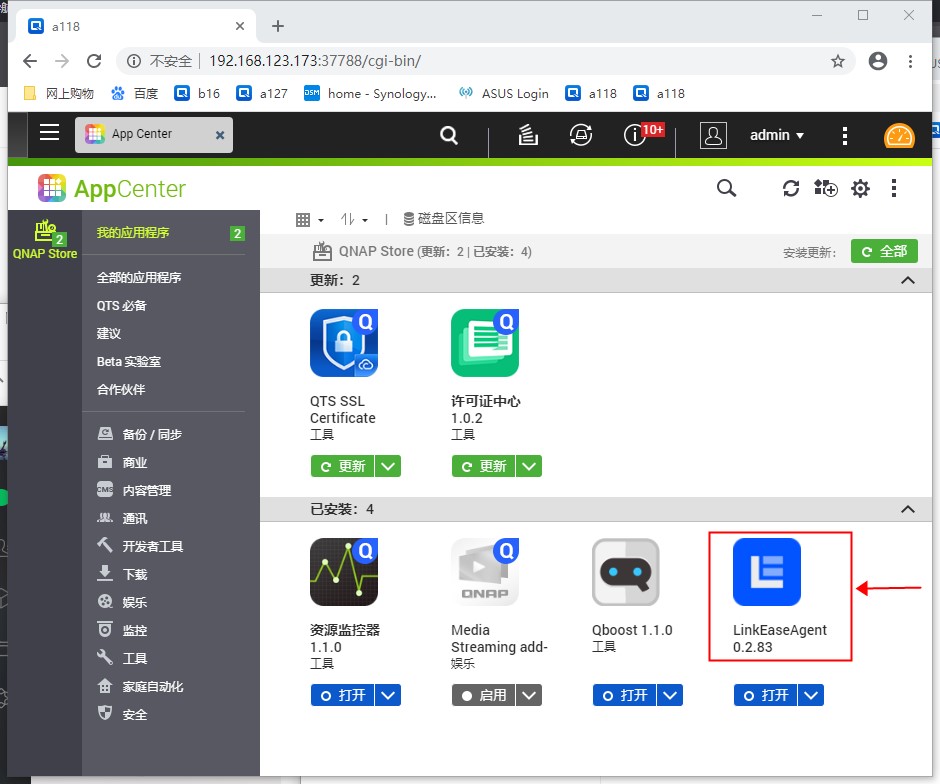 a118
不安全
192.168.123.173:37788/cgi-bin/
网上购物
百度
b16
a127
DSM
home - Synology...
ASUS Login
a118
a118
App Center
10+
admin
AppCenter
2
QNAP Store
我的应用程序
2
全部的应用程序
QTS 必备
建议
Beta 实验室
合作伙伴
备份 / 同步
商业
CMS
内容管理
通讯
开发者工具
下载
娱乐
监控
工具
家庭自动化
安全
磁盘区信息
QNAP Store (更新：2 | 已安装：4)
安装更新：
全部
更新：2
QTS SSL
Certificate
工具
更新
许可证中心
1.0.2
工具
更新
已安装：4
资源监控器
1.1.0
工具
打开
QNAP
Media
Streaming add-
娱乐
启用
Qboost 1.1.0
工具
打开
LinkEaseAgent
0.2.83
打开